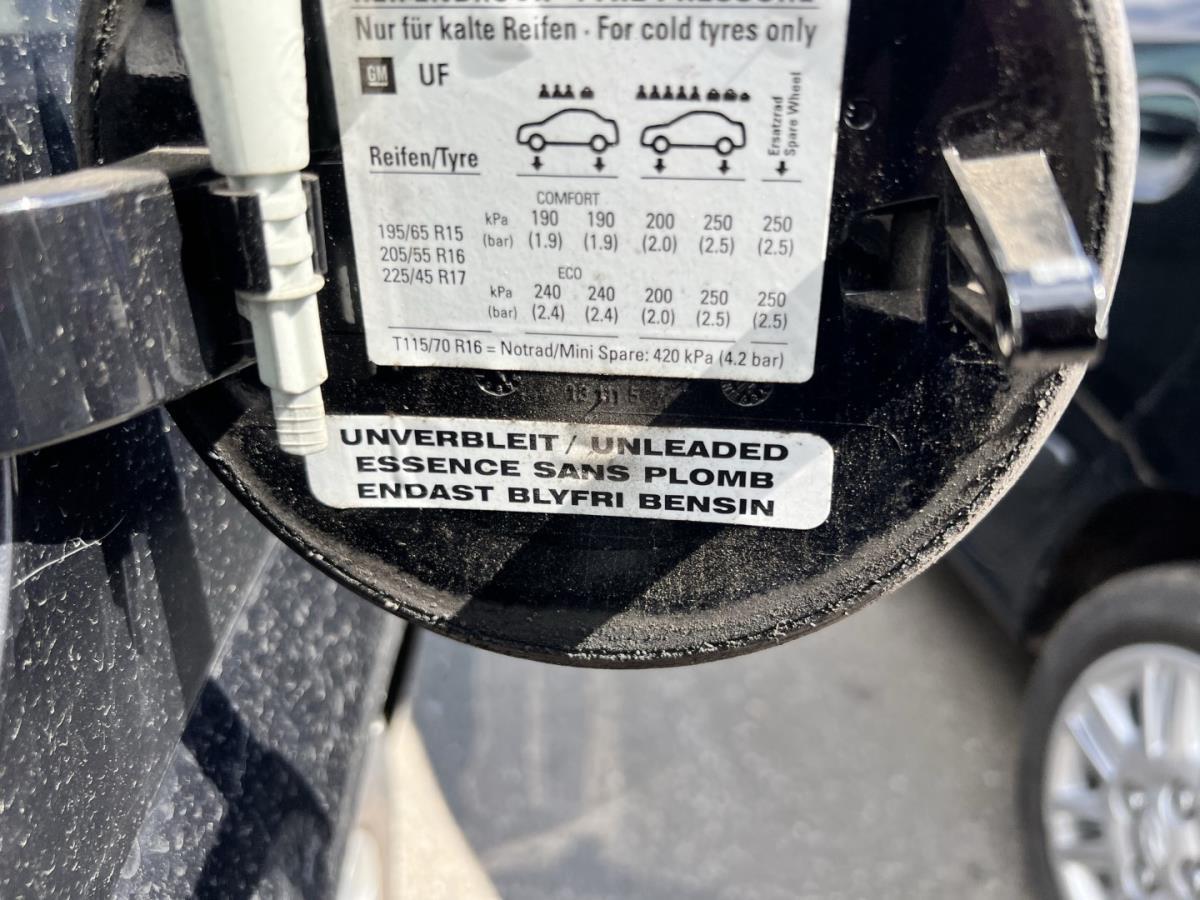 REIFENDRUCK · TYRE PRESSURE
Nur für kalte Reifen · For cold tyres only
GM UF
Ersatzrad
Spare Wheel
Reifen/Tyre
COMFORT
195/65 R15 kPa 190 190 200 250 250
205/55 R16 (bar) (1.9) (1.9) (2.0) (2.5) (2.5)
225/45 R17
ECO
kPa 240 240 200 250 250
(bar) (2.4) (2.4) (2.0) (2.5) (2.5)
T115/70 R16 = Notrad/Mini Spare: 420 kPa (4.2 bar)
UNVERBLEIT / UNLEADED
ESSENCE SANS PLOMB
ENDAST BLYFRI BENSIN